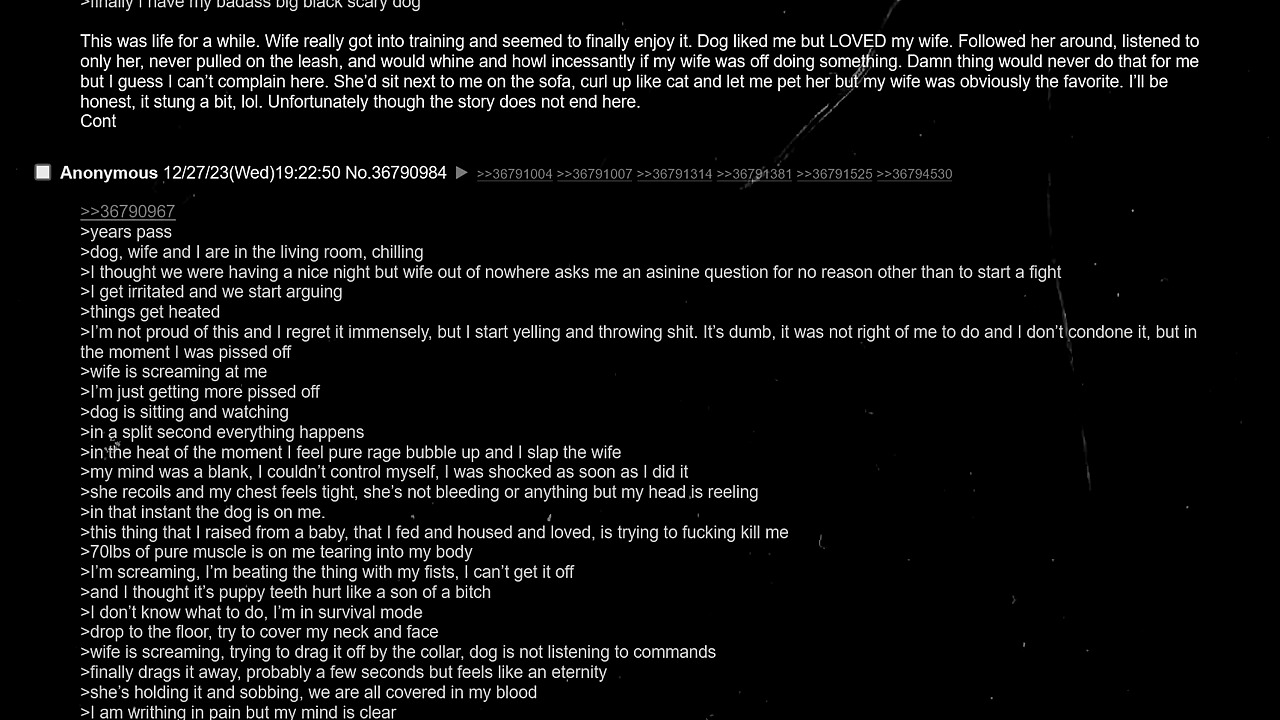 >finally I have my badass big black scary dog
This was life for a while. Wife really got into training and seemed to finally enjoy it. Dog liked me but LOVED my wife. Followed her around, listened to
only her, never pulled on the leash, and would whine and howl incessantly if my wife was off doing something. Damn thing would never do that for me
but I guess I can’t complain here. She’d sit next to me on the sofa, curl up like cat and let me pet her but my wife was obviously the favorite. I’ll be
honest, it stung a bit, lol. Unfortunately though the story does not end here.
Cont
Anonymous 12/27/23(Wed)19:22:50 No.36790984 ▶ >>36791004 >>36791007 >>36791314 >>36791381 >>36791525 >>36794530
>>36790967
>years pass
>dog, wife and I are in the living room, chilling
>I thought we were having a nice night but wife out of nowhere asks me an asinine question for no reason other than to start a fight
>I get irritated and we start arguing
>things get heated
>I’m not proud of this and I regret it immensely, but I start yelling and throwing shit. It’s dumb, it was not right of me to do and I don’t condone it, but in
the moment I was pissed off
>wife is screaming at me
>I’m just getting more pissed off
>dog is sitting and watching
>in a split second everything happens
>in the heat of the moment I feel pure rage bubble up and I slap the wife
>my mind was a blank, I couldn’t control myself, I was shocked as soon as I did it
>she recoils and my chest feels tight, she’s not bleeding or anything but my head is reeling
>in that instant the dog is on me.
>this thing that I raised from a baby, that I fed and housed and loved, is trying to fucking kill me
>70lbs of pure muscle is on me tearing into my body
>I’m screaming, I’m beating the thing with my fists, I can’t get it off
>and I thought it’s puppy teeth hurt like a son of a bitch
>I don’t know what to do, I’m in survival mode
>drop to the floor, try to cover my neck and face
>wife is screaming, trying to drag it off by the collar, dog is not listening to commands
>finally drags it away, probably a few seconds but feels like an eternity
>she’s holding it and sobbing, we are all covered in my blood
>I am writhing in pain but my mind is clear